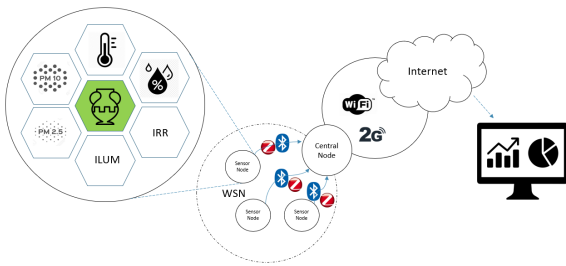 PM 10
%
PM 2.5
IRR
ILUM
WSN
Sensor
Node
Sensor
Node
Sensor
Node
Central
Node
Wi Fi
2G
Internet